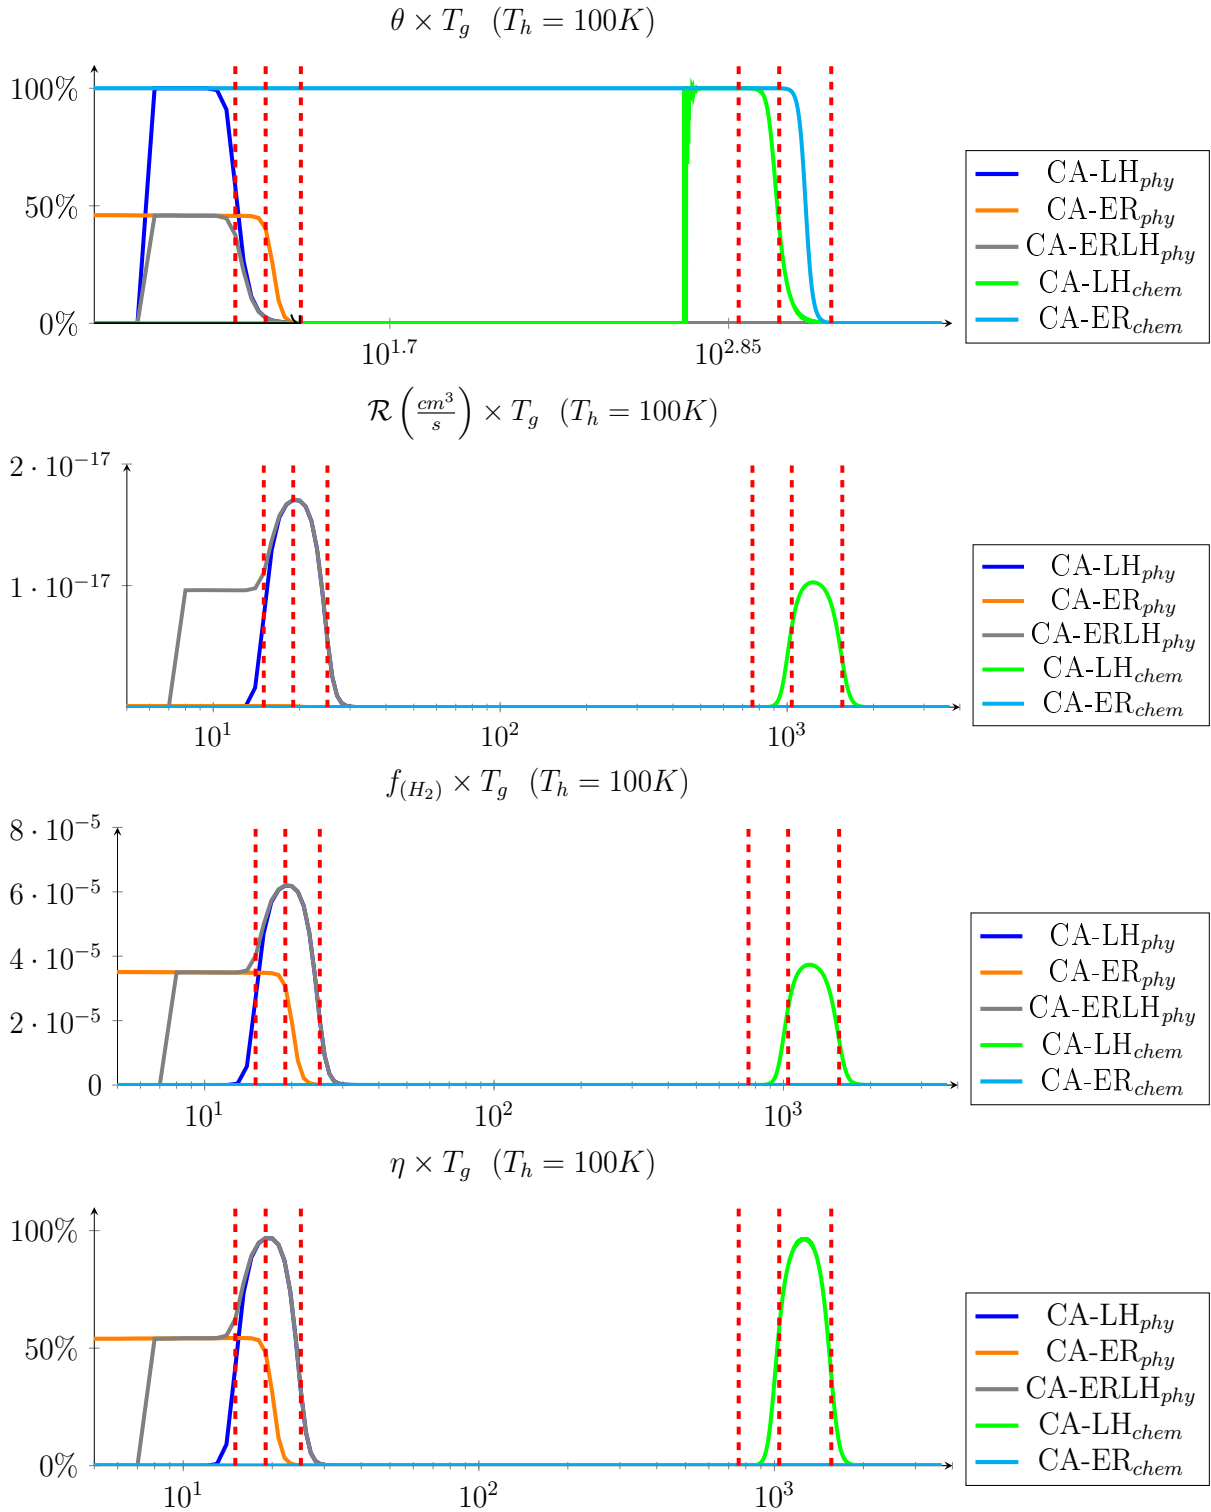 θ × T_g (T_h = 100K)
100%
50%
0%
10^1.7 10^2.85
CA-LH_phy
CA-ER_phy
CA-ERLH_phy
CA-LH_chem
CA-ER_chem
ℛ (cm^3/s) × T_g (T_h = 100K)
2 · 10^−17
1 · 10^−17
10^1 10^2 10^3
CA-LH_phy
CA-ER_phy
CA-ERLH_phy
CA-LH_chem
CA-ER_chem
f_(H_2) × T_g (T_h = 100K)
8 · 10^−5
6 · 10^−5
4 · 10^−5
2 · 10^−5
0
10^1 10^2 10^3
CA-LH_phy
CA-ER_phy
CA-ERLH_phy
CA-LH_chem
CA-ER_chem
η × T_g (T_h = 100K)
100%
50%
0%
10^1 10^2 10^3
CA-LH_phy
CA-ER_phy
CA-ERLH_phy
CA-LH_chem
CA-ER_chem